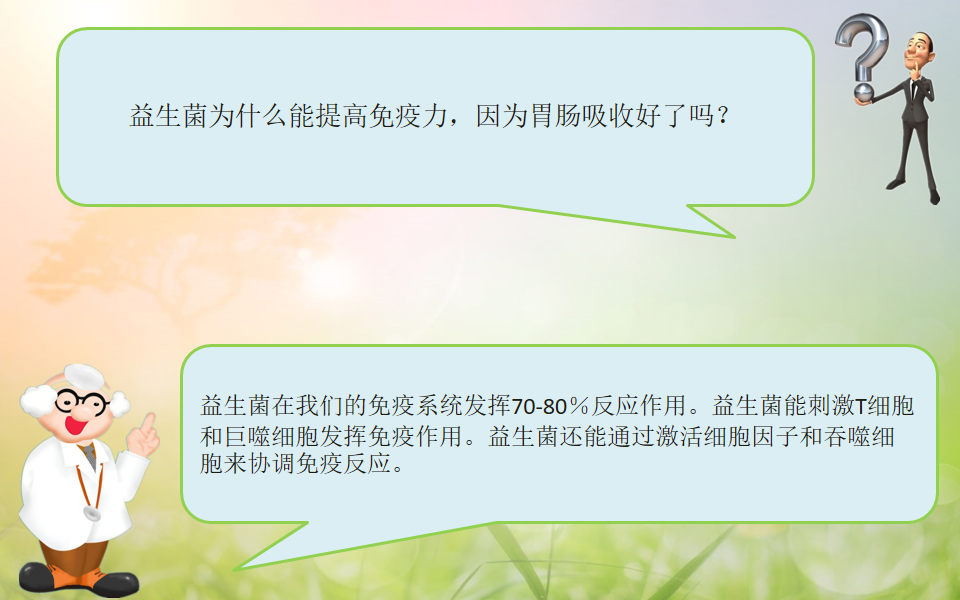 益生菌为什么能提高免疫力，因为胃肠吸收好了吗？
益生菌在我们的免疫系统发挥70-80％反应作用。益生菌能刺激T细胞
和巨噬细胞发挥免疫作用。益生菌还能通过激活细胞因子和吞噬细
胞来协调免疫反应。